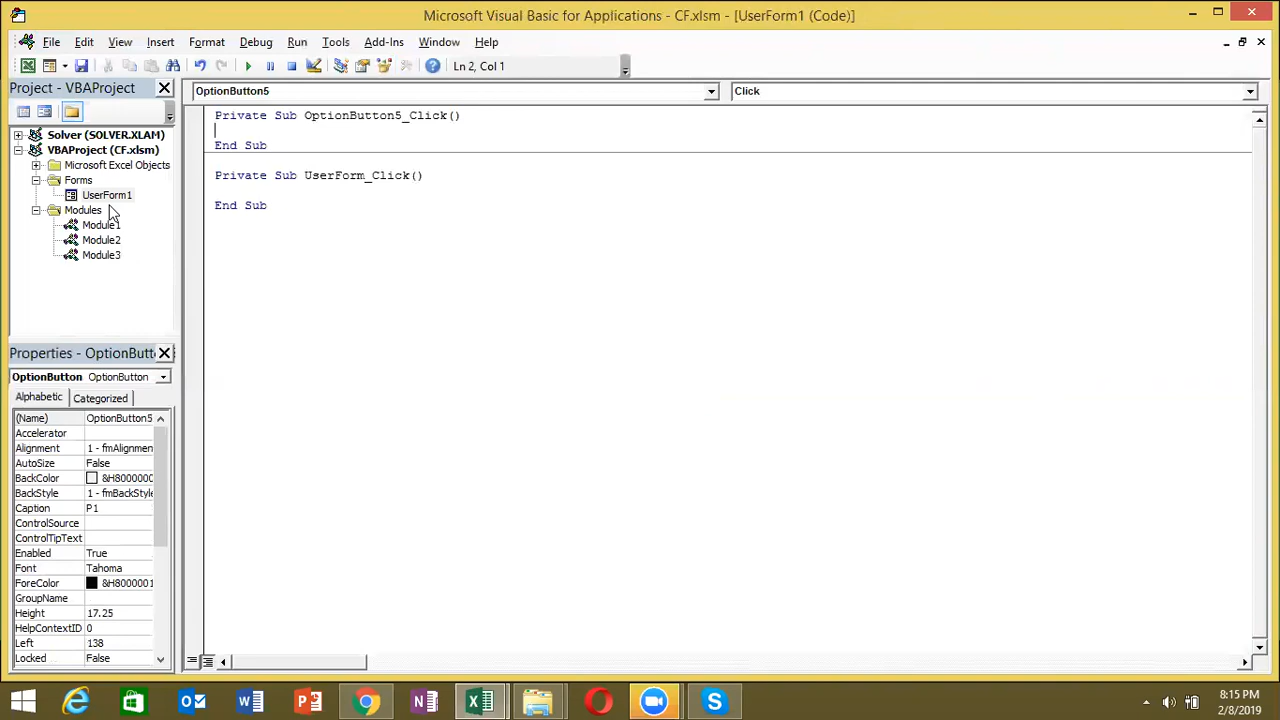 Microsoft Visual Basic for Applications - CF.xlsm - [UserForm1 (Code)]
File Edit View Insert Format Debug Run Tools Add-Ins Window Help
Ln 2, Col 1
Project - VBAProject
OptionButton5 Click
Solver (SOLVER.XLAM)
VBAProject (CF.xlsm)
Microsoft Excel Objects
Forms
UserForm1
Modules
Module1
Module2
Module3
Private Sub OptionButton5_Click()
End Sub
Private Sub UserForm_Click()
End Sub
Properties - OptionButt
OptionButton OptionButton
Alphabetic Categorized
(Name) OptionButton5
Accelerator
Alignment 1 - fmAlignmen
AutoSize False
BackColor &H8000000
BackStyle 1 - fmBackStyle
Caption P1
ControlSource
ControlTipText
Enabled True
Font Tahoma
ForeColor &H8000001
GroupName
Height 17.25
HelpContextID 0
Left 138
Locked False
8:15 PM
2/8/2019